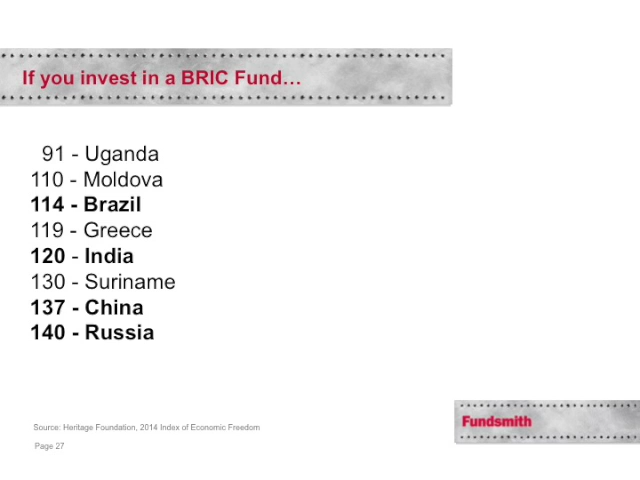 If you invest in a BRIC Fund…
91 - Uganda
110 - Moldova
114 - Brazil
119 - Greece
120 - India
130 - Suriname
137 - China
140 - Russia
Source: Heritage Foundation, 2014 Index of Economic Freedom
Fundsmith
Page 27